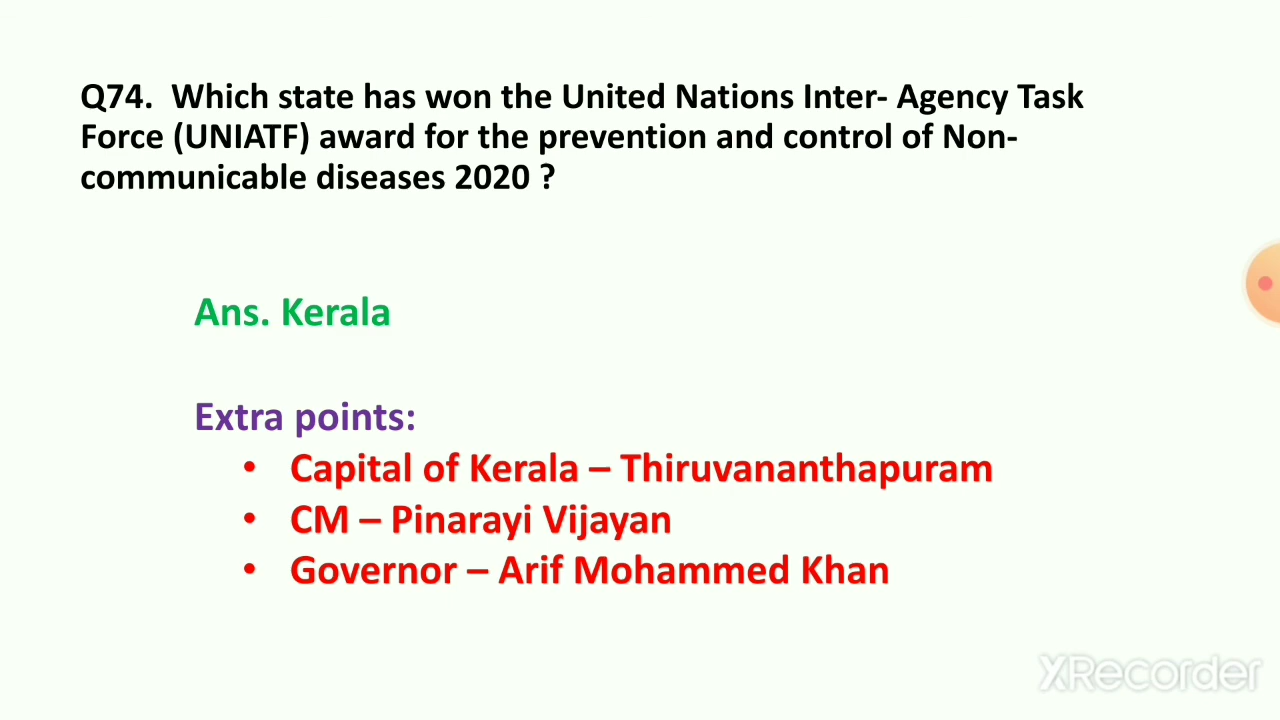 Q74. Which state has won the United Nations Inter- Agency Task
Force (UNIATF) award for the prevention and control of Non-
communicable diseases 2020 ?
Ans. Kerala
Extra points:
• Capital of Kerala – Thiruvananthapuram
• CM – Pinarayi Vijayan
• Governor – Arif Mohammed Khan
XRecorder